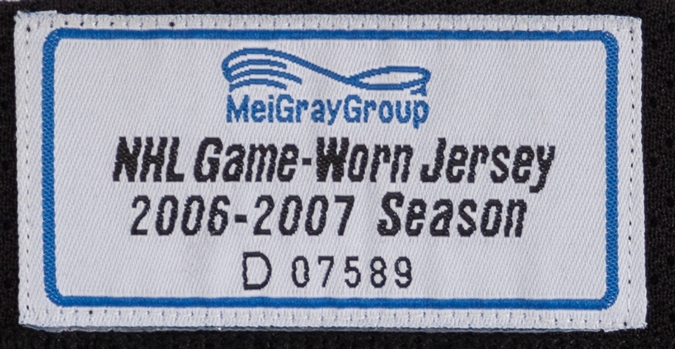 MeiGrayGroup
NHL Game-Worn Jersey
2006-2007 Season
D 07589